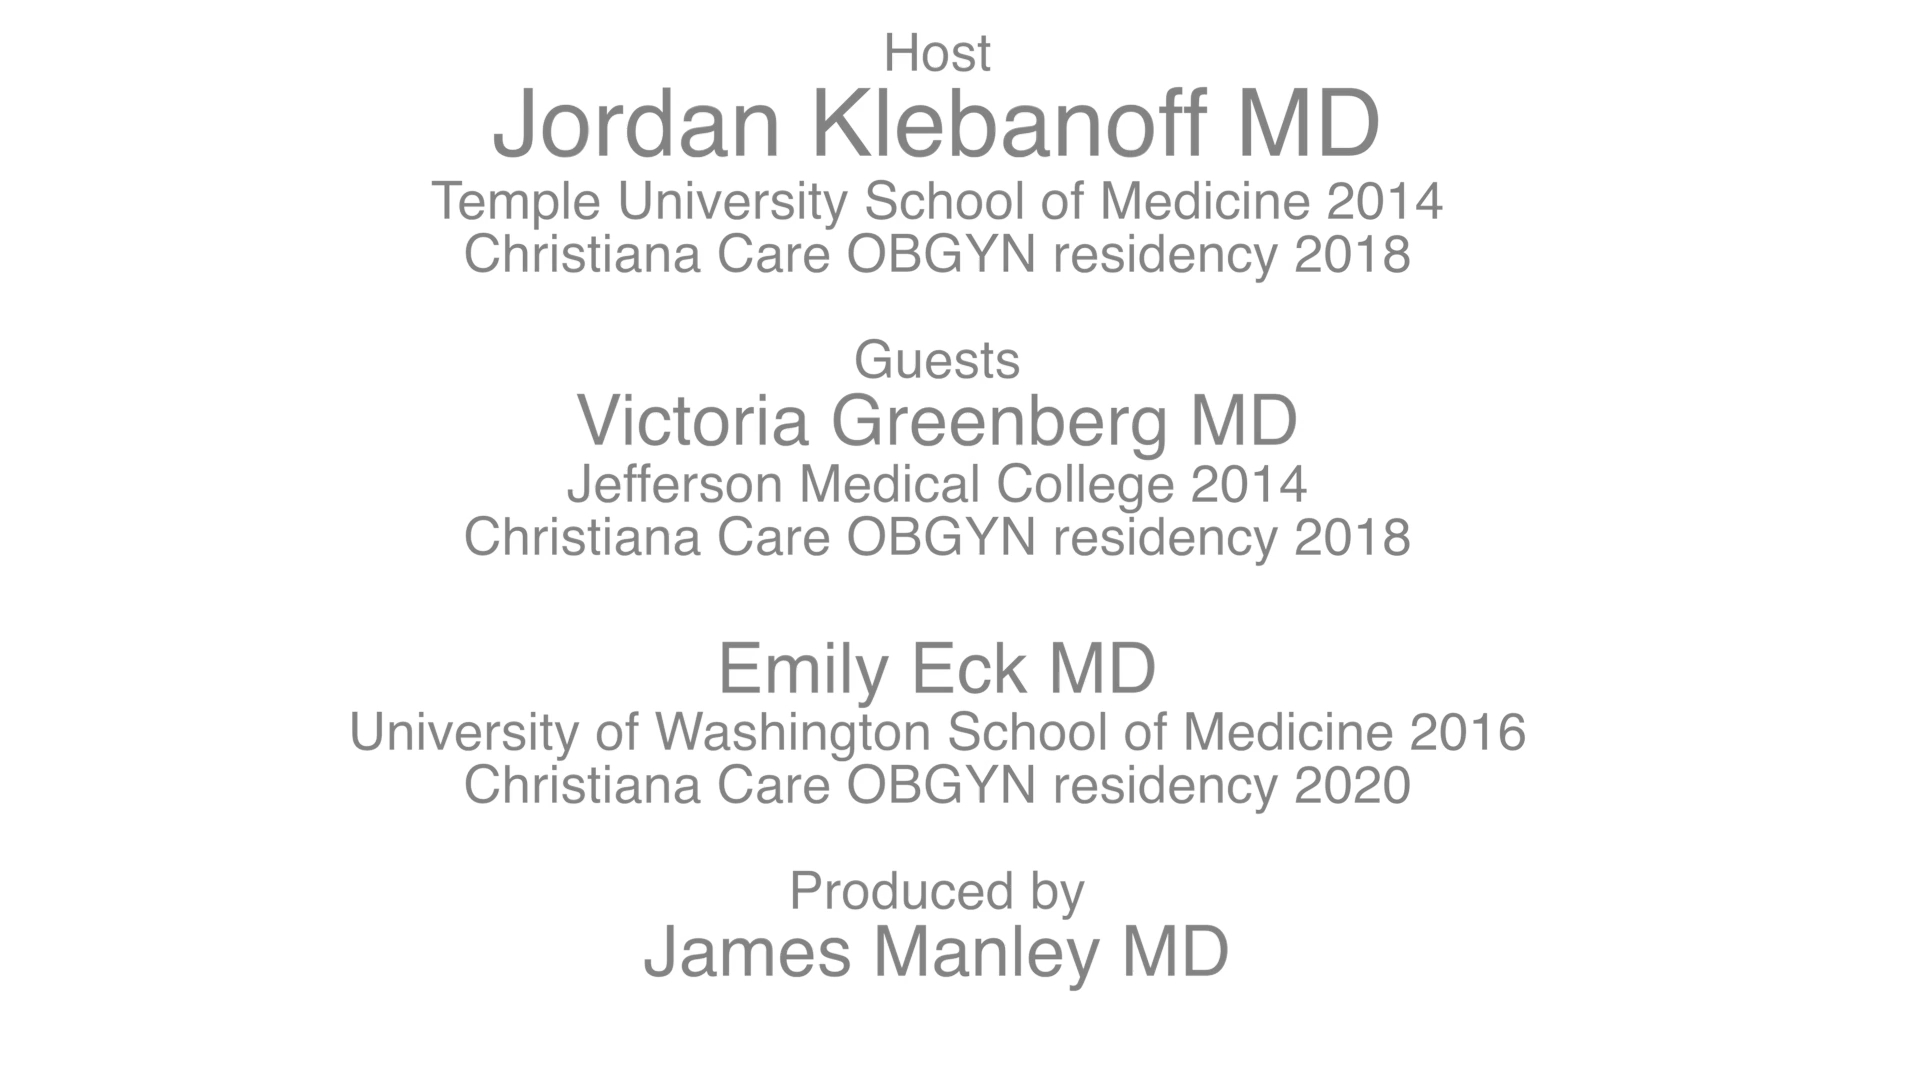 Host
Jordan Klebanoff MD
Temple University School of Medicine 2014
Christiana Care OBGYN residency 2018
Guests
Victoria Greenberg MD
Jefferson Medical College 2014
Christiana Care OBGYN residency 2018
Emily Eck MD
University of Washington School of Medicine 2016
Christiana Care OBGYN residency 2020
Produced by
James Manley MD